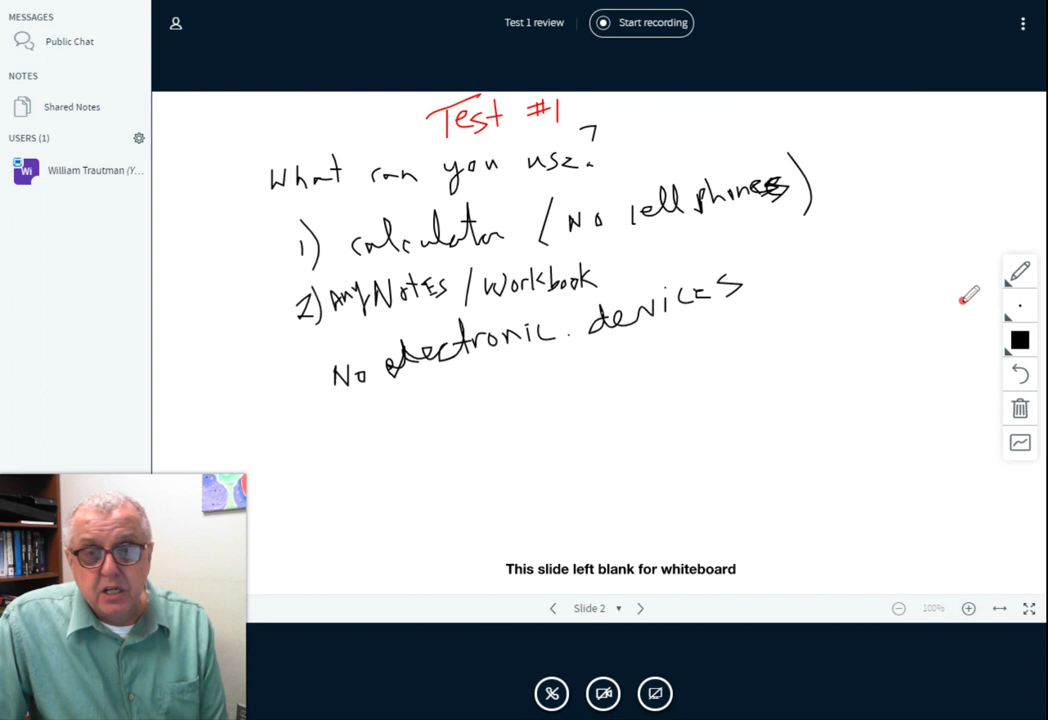 MESSAGES
Public Chat
NOTES
Shared Notes
USERS (1)
Wi William Trautman (Y...
Test 1 review
Start recording
Test #1
What can you use?
1) calculator (No cell phones)
2) Any Notes / Workbook
No electronic devices
This slide left blank for whiteboard
Slide 2
100%